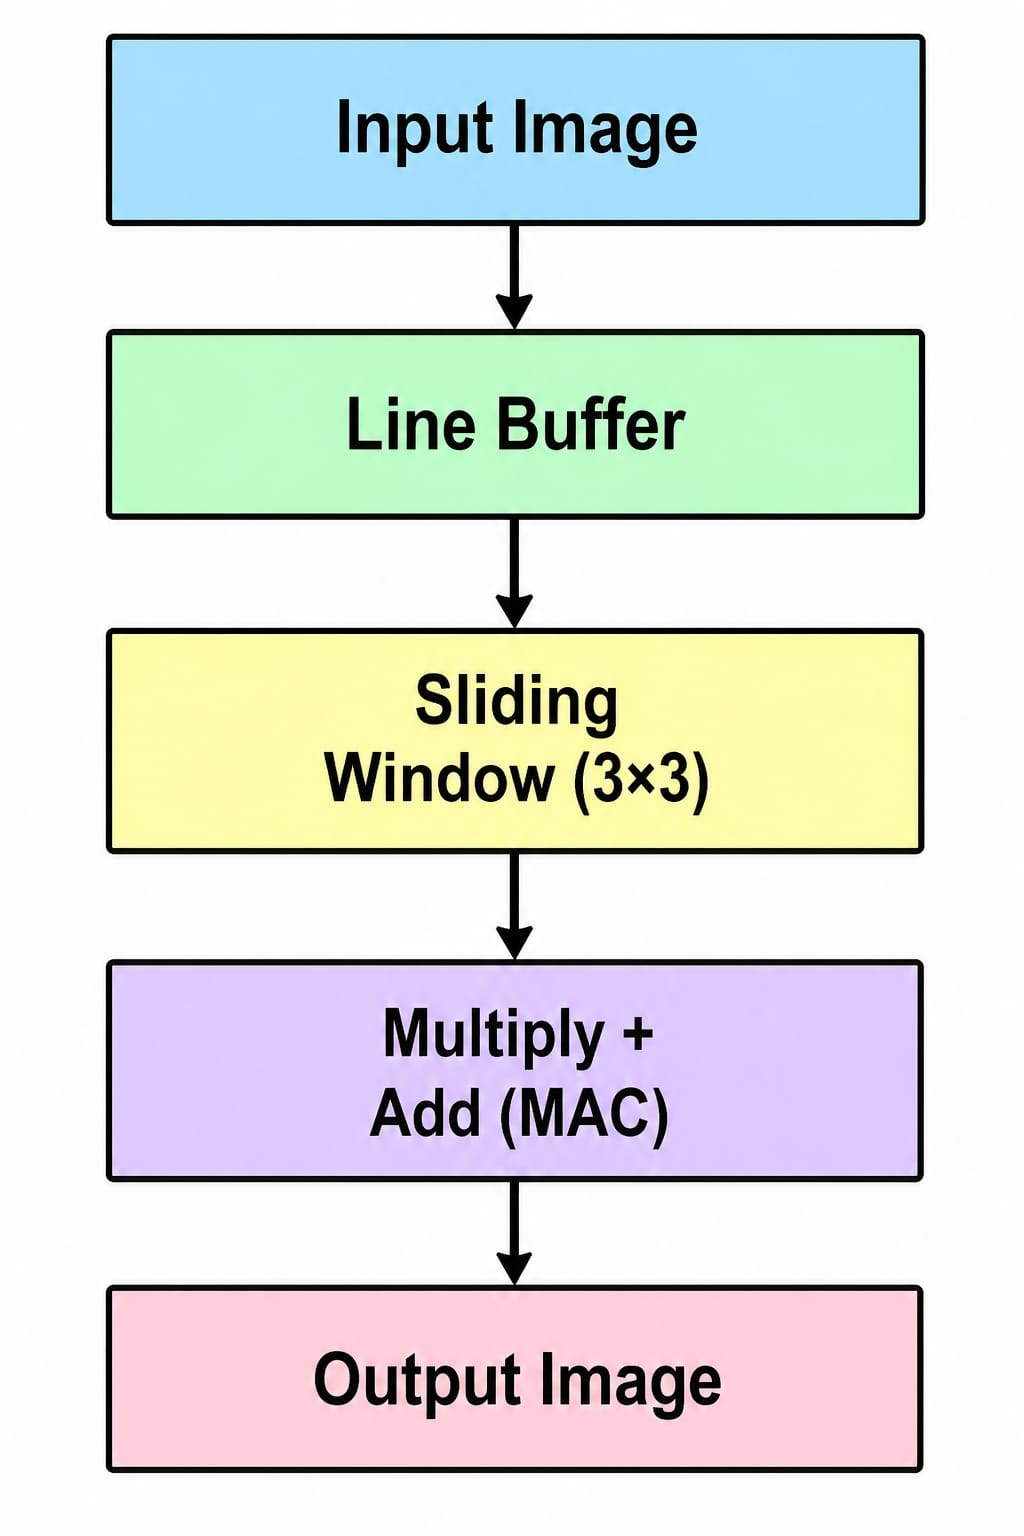 Input Image
Line Buffer
Sliding
Window (3×3)
Multiply +
Add (MAC)
Output Image